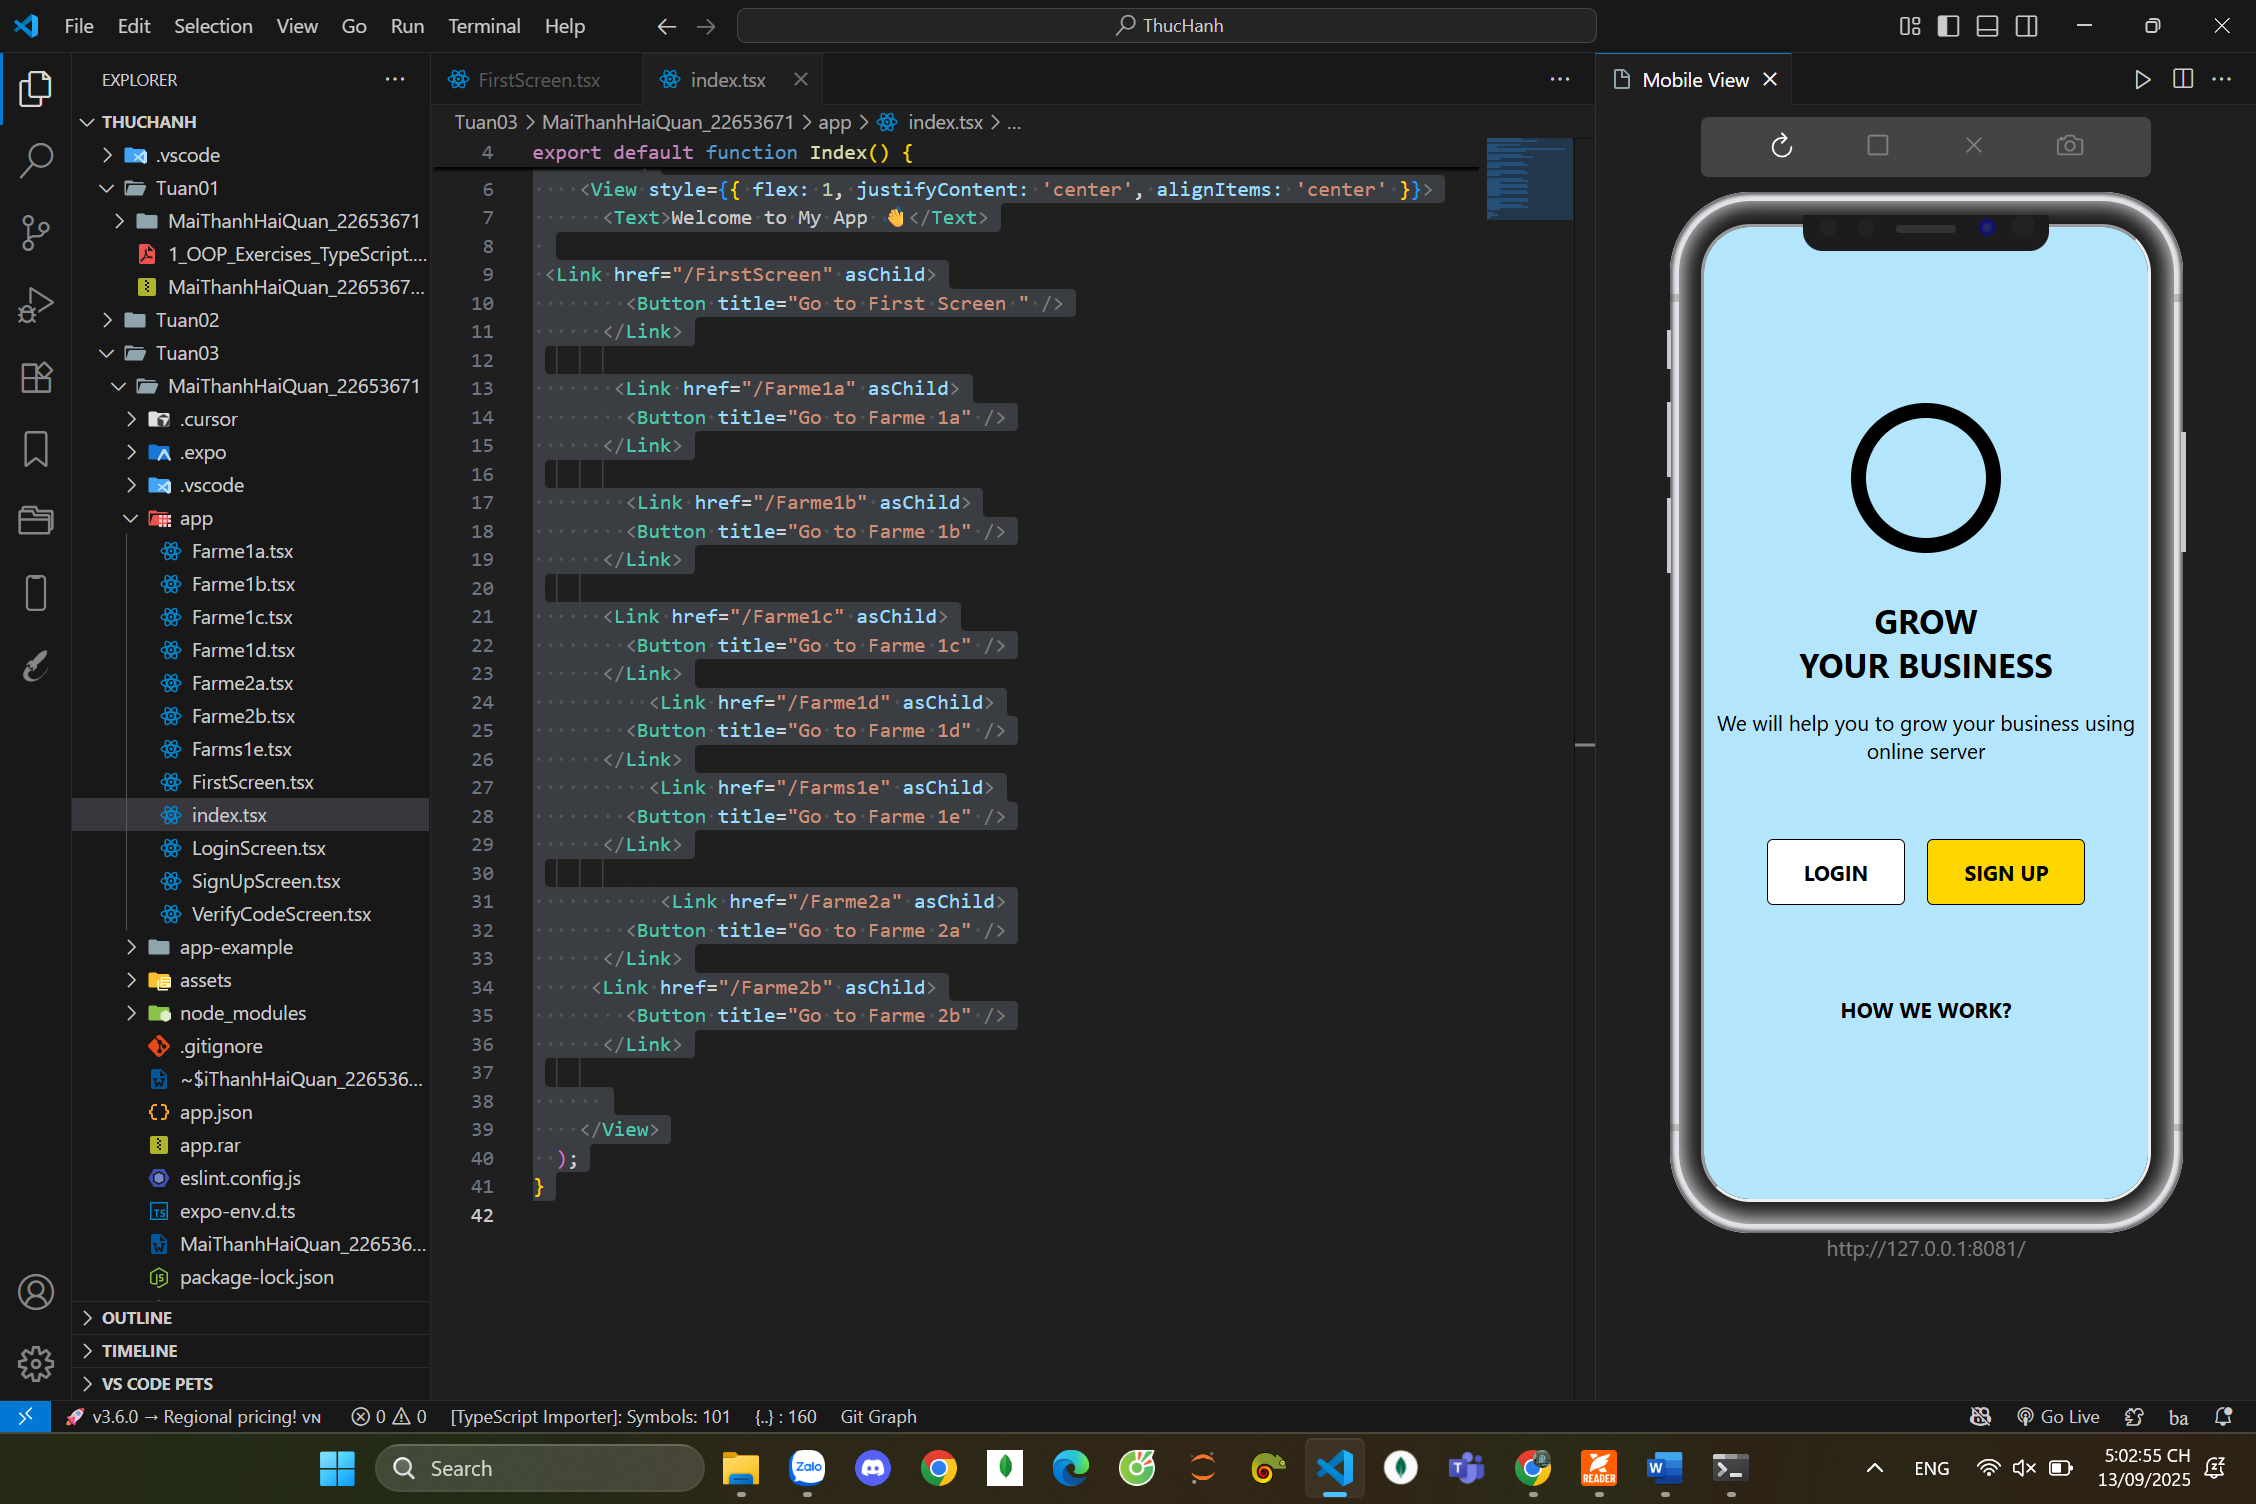 File Edit Selection View Go Run Terminal Help
ThucHanh
EXPLORER
THUCHANH
.vscode
Tuan01
MaiThanhHaiQuan_22653671
1_OOP_Exercises_TypeScript....
MaiThanhHaiQuan_2265367...
Tuan02
Tuan03
MaiThanhHaiQuan_22653671
.cursor
.expo
.vscode
app
Farme1a.tsx
Farme1b.tsx
Farme1c.tsx
Farme1d.tsx
Farme2a.tsx
Farme2b.tsx
Farms1e.tsx
FirstScreen.tsx
index.tsx
LoginScreen.tsx
SignUpScreen.tsx
VerifyCodeScreen.tsx
app-example
assets
node_modules
.gitignore
~$iThanhHaiQuan_226536...
app.json
app.rar
eslint.config.js
expo-env.d.ts
MaiThanhHaiQuan_226536...
package-lock.json
OUTLINE
TIMELINE
VS CODE PETS
FirstScreen.tsx
index.tsx
Tuan03 > MaiThanhHaiQuan_22653671 > app > index.tsx > ...
4 export default function Index() {
6 <View style={{ flex: 1, justifyContent: 'center', alignItems: 'center' }}>
7 <Text>Welcome to My App 👋</Text>
8
9 <Link href="/FirstScreen" asChild>
10 <Button title="Go to First Screen " />
11 </Link>
12
13 <Link href="/Farme1a" asChild>
14 <Button title="Go to Farme 1a" />
15 </Link>
16
17 <Link href="/Farme1b" asChild>
18 <Button title="Go to Farme 1b" />
19 </Link>
20
21 <Link href="/Farme1c" asChild>
22 <Button title="Go to Farme 1c" />
23 </Link>
24 <Link href="/Farme1d" asChild>
25 <Button title="Go to Farme 1d" />
26 </Link>
27 <Link href="/Farms1e" asChild>
28 <Button title="Go to Farme 1e" />
29 </Link>
30
31 <Link href="/Farme2a" asChild>
32 <Button title="Go to Farme 2a" />
33 </Link>
34 <Link href="/Farme2b" asChild>
35 <Button title="Go to Farme 2b" />
36 </Link>
37
38
39 </View>
40 );
41 }
42
Mobile View
GROW
YOUR BUSINESS
We will help you to grow your business using
online server
LOGIN SIGN UP
HOW WE WORK?
http://127.0.0.1:8081/
v3.6.0 → Regional pricing! VN 0 0 [TypeScript Importer]: Symbols: 101 {..} : 160 Git Graph
Go Live ba
Search
Zalo
READER
W
ENG
5:02:55 CH
13/09/2025